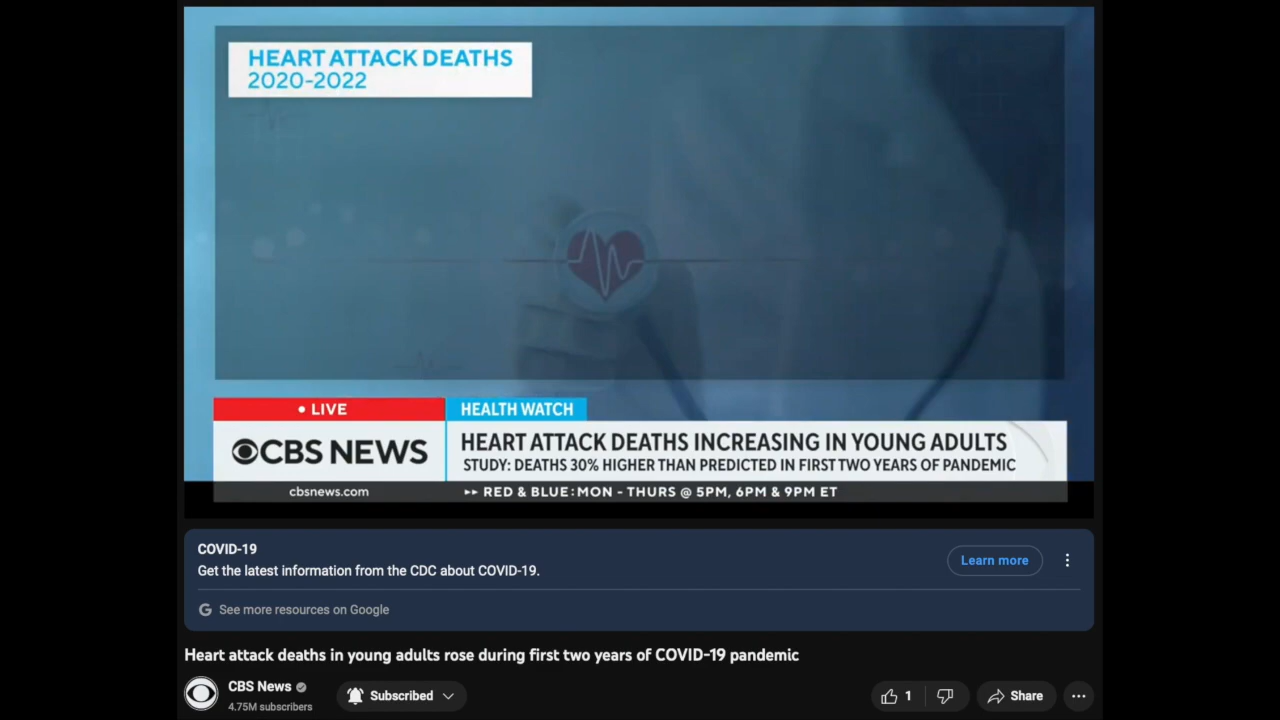 HEART ATTACK DEATHS
2020-2022
• LIVE
HEALTH WATCH
CBS NEWS
HEART ATTACK DEATHS INCREASING IN YOUNG ADULTS
STUDY: DEATHS 30% HIGHER THAN PREDICTED IN FIRST TWO YEARS OF PANDEMIC
cbsnews.com
RED & BLUE: MON - THURS @ 5PM, 6PM & 9PM ET
COVID-19
Get the latest information from the CDC about COVID-19.
Learn more
G See more resources on Google
Heart attack deaths in young adults rose during first two years of COVID-19 pandemic
CBS News
4.75M subscribers
Subscribed
1
Share